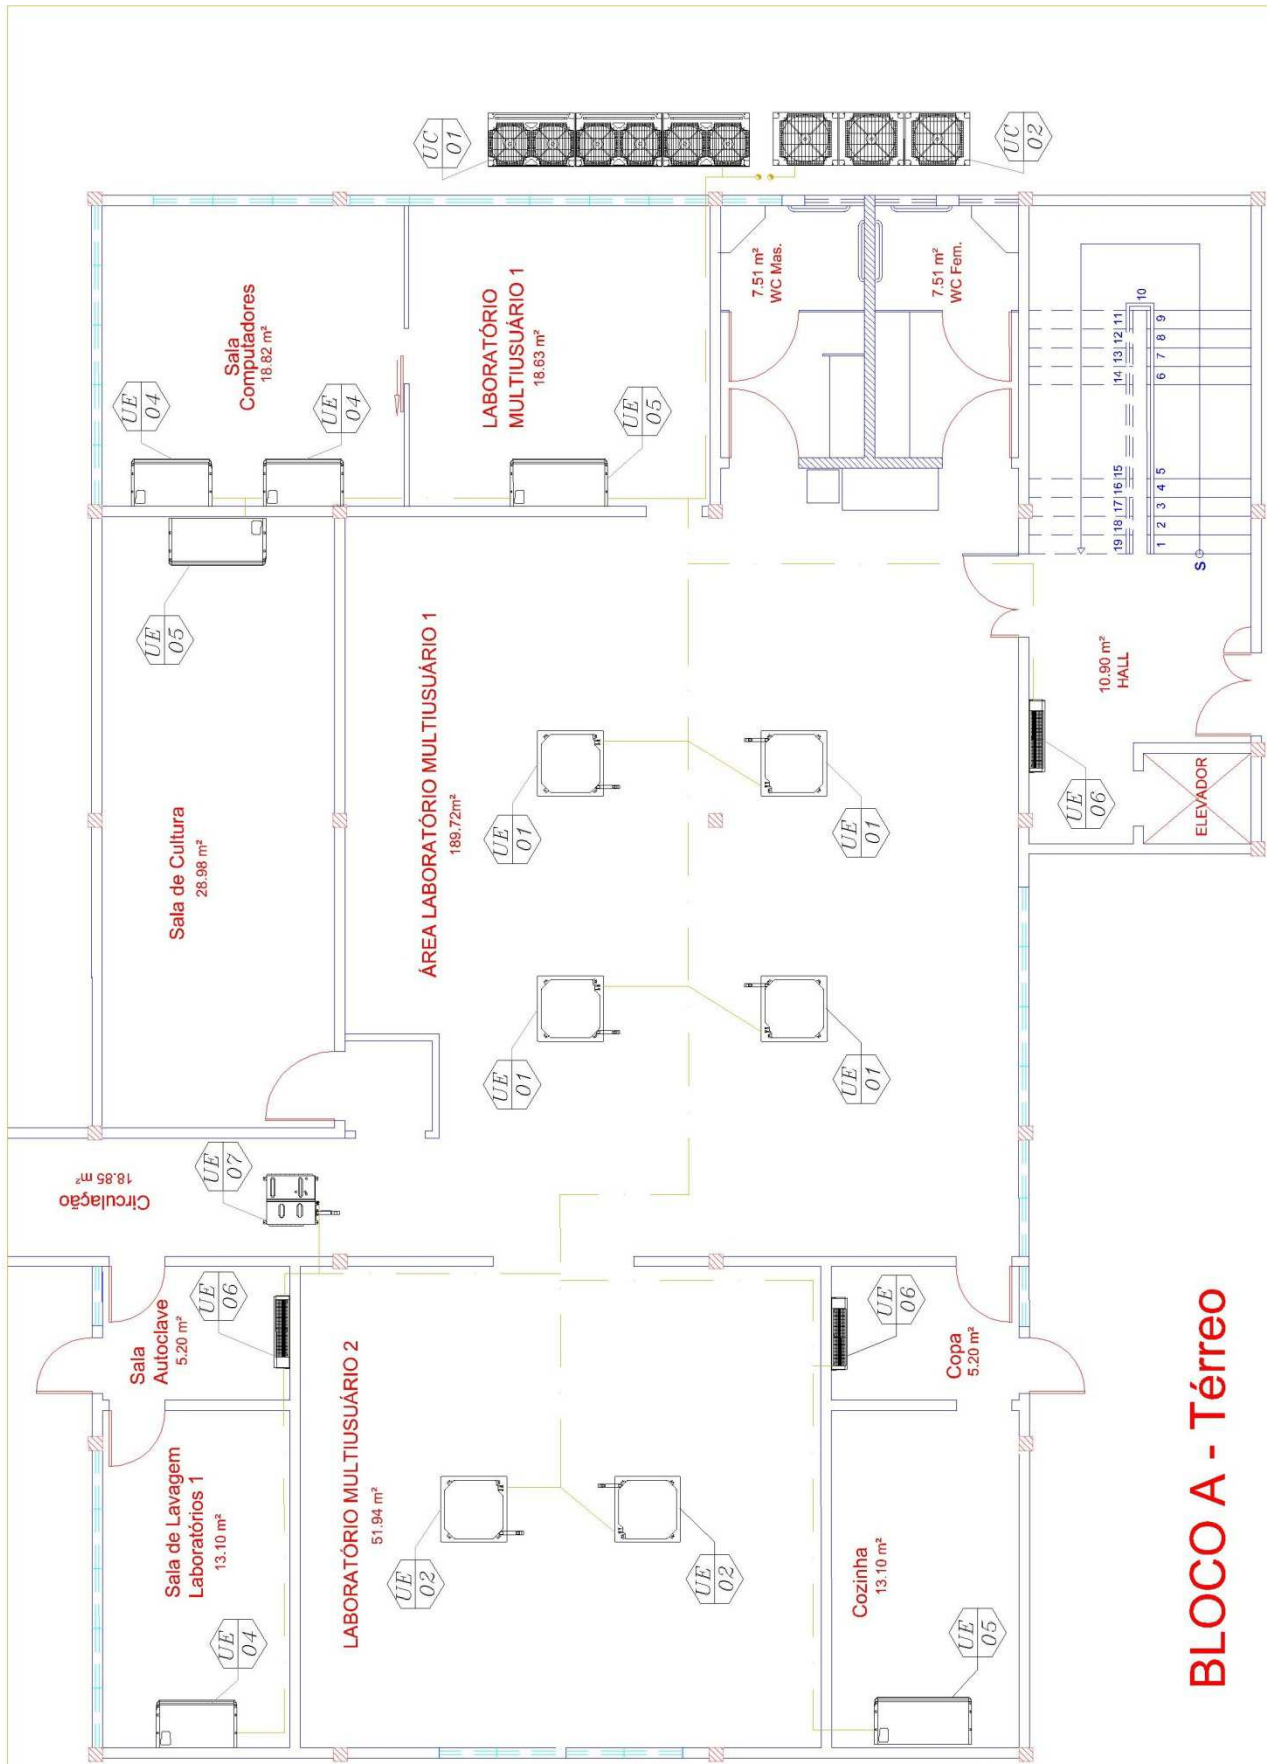 UC
01
UC
02
Sala
Computadores
18.82 m²
UE
04
UE
04
LABORATÓRIO
MULTIUSUÁRIO 1
18.63 m²
UE
05
7.51 m²
WC Mas.
7.51 m²
WC Fem.
10
11
12
13
14
15
16
17
18
19
9
8
7
6
5
4
3
2
1
S
UE
05
Sala de Cultura
28.98 m²
ÁREA LABORATÓRIO MULTIUSUÁRIO 1
189.72m²
UE
01
UE
01
UE
01
UE
01
10.90 m²
HALL
UE
06
ELEVADOR
Circulação
18.85 m²
UE
07
Sala
Autoclave
5.20 m²
UE
06
Sala de Lavagem
Laboratórios 1
13.10 m²
UE
04
LABORATÓRIO MULTIUSUÁRIO 2
51.94 m²
UE
02
UE
02
UE
06
Copa
5.20 m²
Cozinha
13.10 m²
UE
05
BLOCO A - Térreo